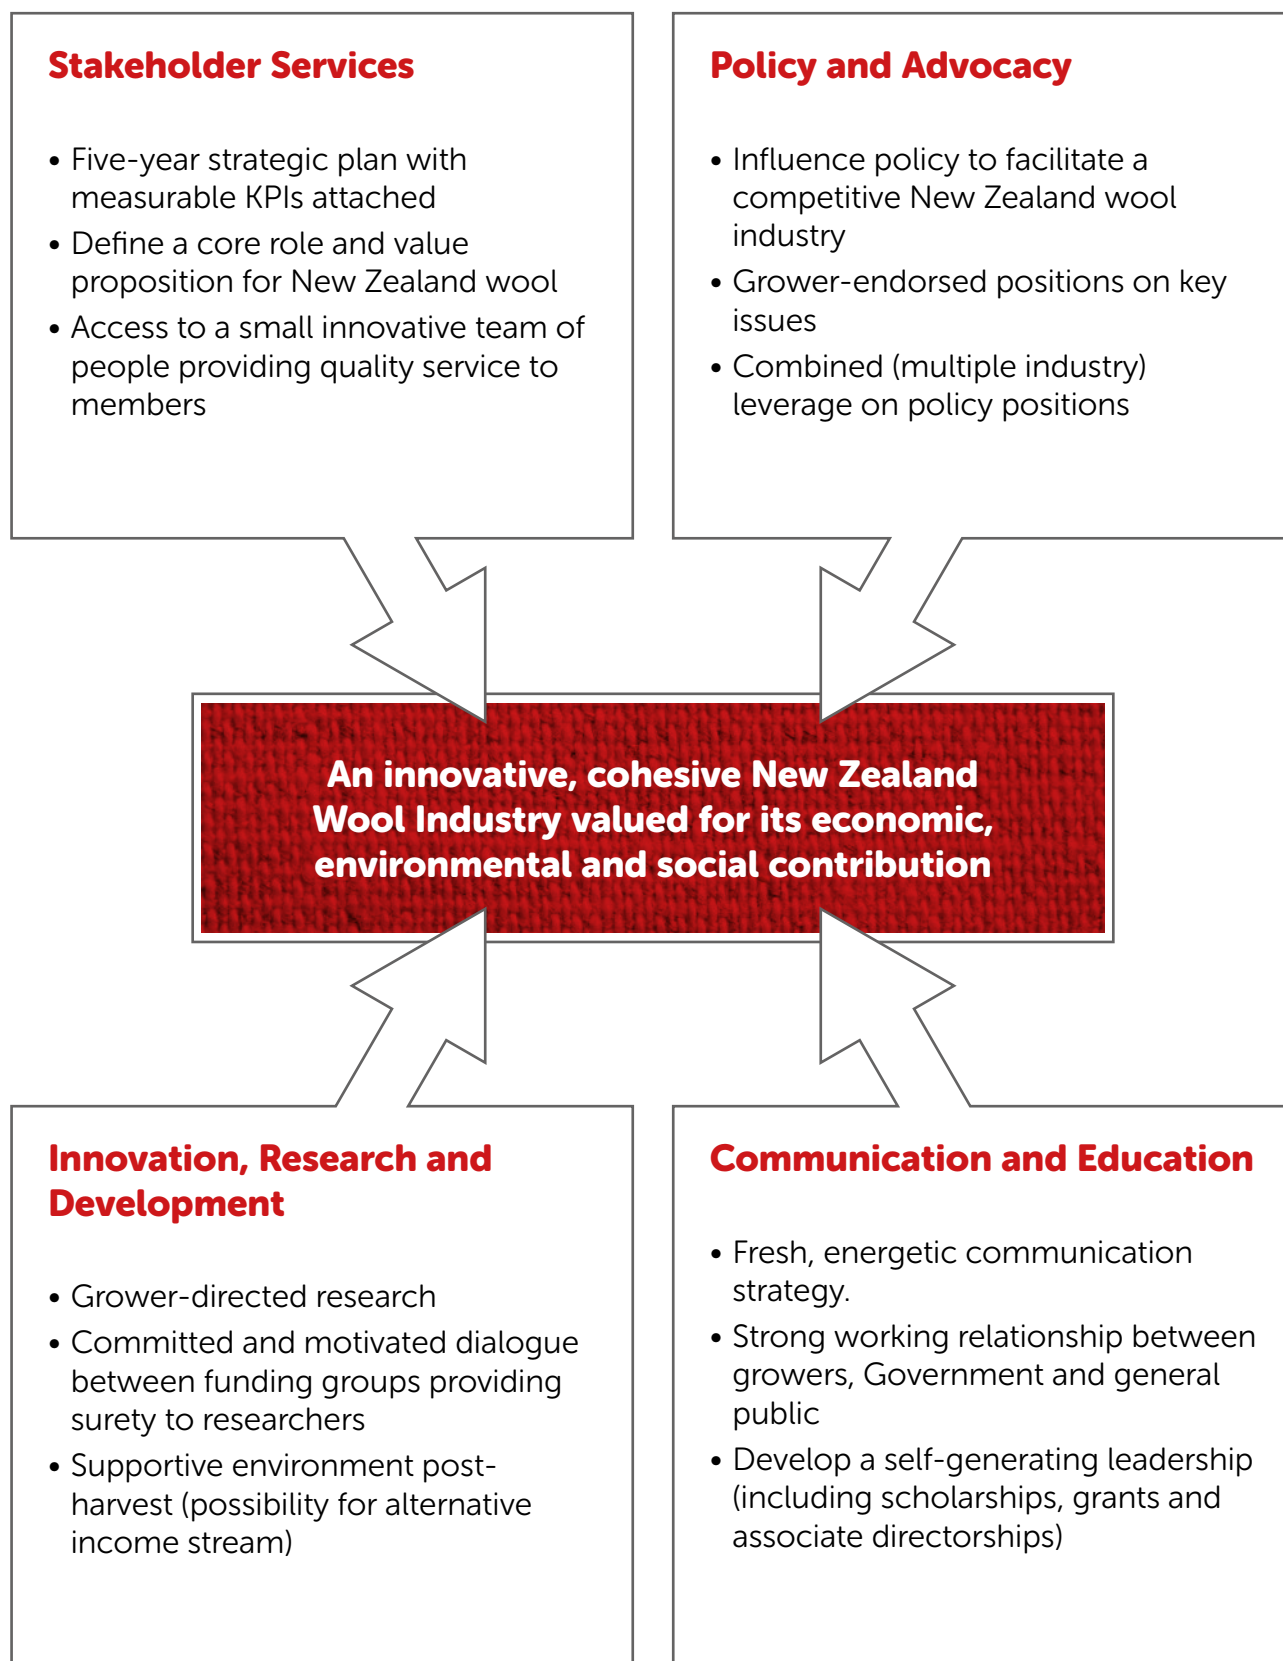 Stakeholder Services
• Five-year strategic plan with
measurable KPIs attached
• Define a core role and value
proposition for New Zealand wool
• Access to a small innovative team of
people providing quality service to
members
Policy and Advocacy
• Influence policy to facilitate a
competitive New Zealand wool
industry
• Grower-endorsed positions on key
issues
• Combined (multiple industry)
leverage on policy positions
An innovative, cohesive New Zealand
Wool Industry valued for its economic,
environmental and social contribution
Innovation, Research and
Development
• Grower-directed research
• Committed and motivated dialogue
between funding groups providing
surety to researchers
• Supportive environment post-
harvest (possibility for alternative
income stream)
Communication and Education
• Fresh, energetic communication
strategy.
• Strong working relationship between
growers, Government and general
public
• Develop a self-generating leadership
(including scholarships, grants and
associate directorships)